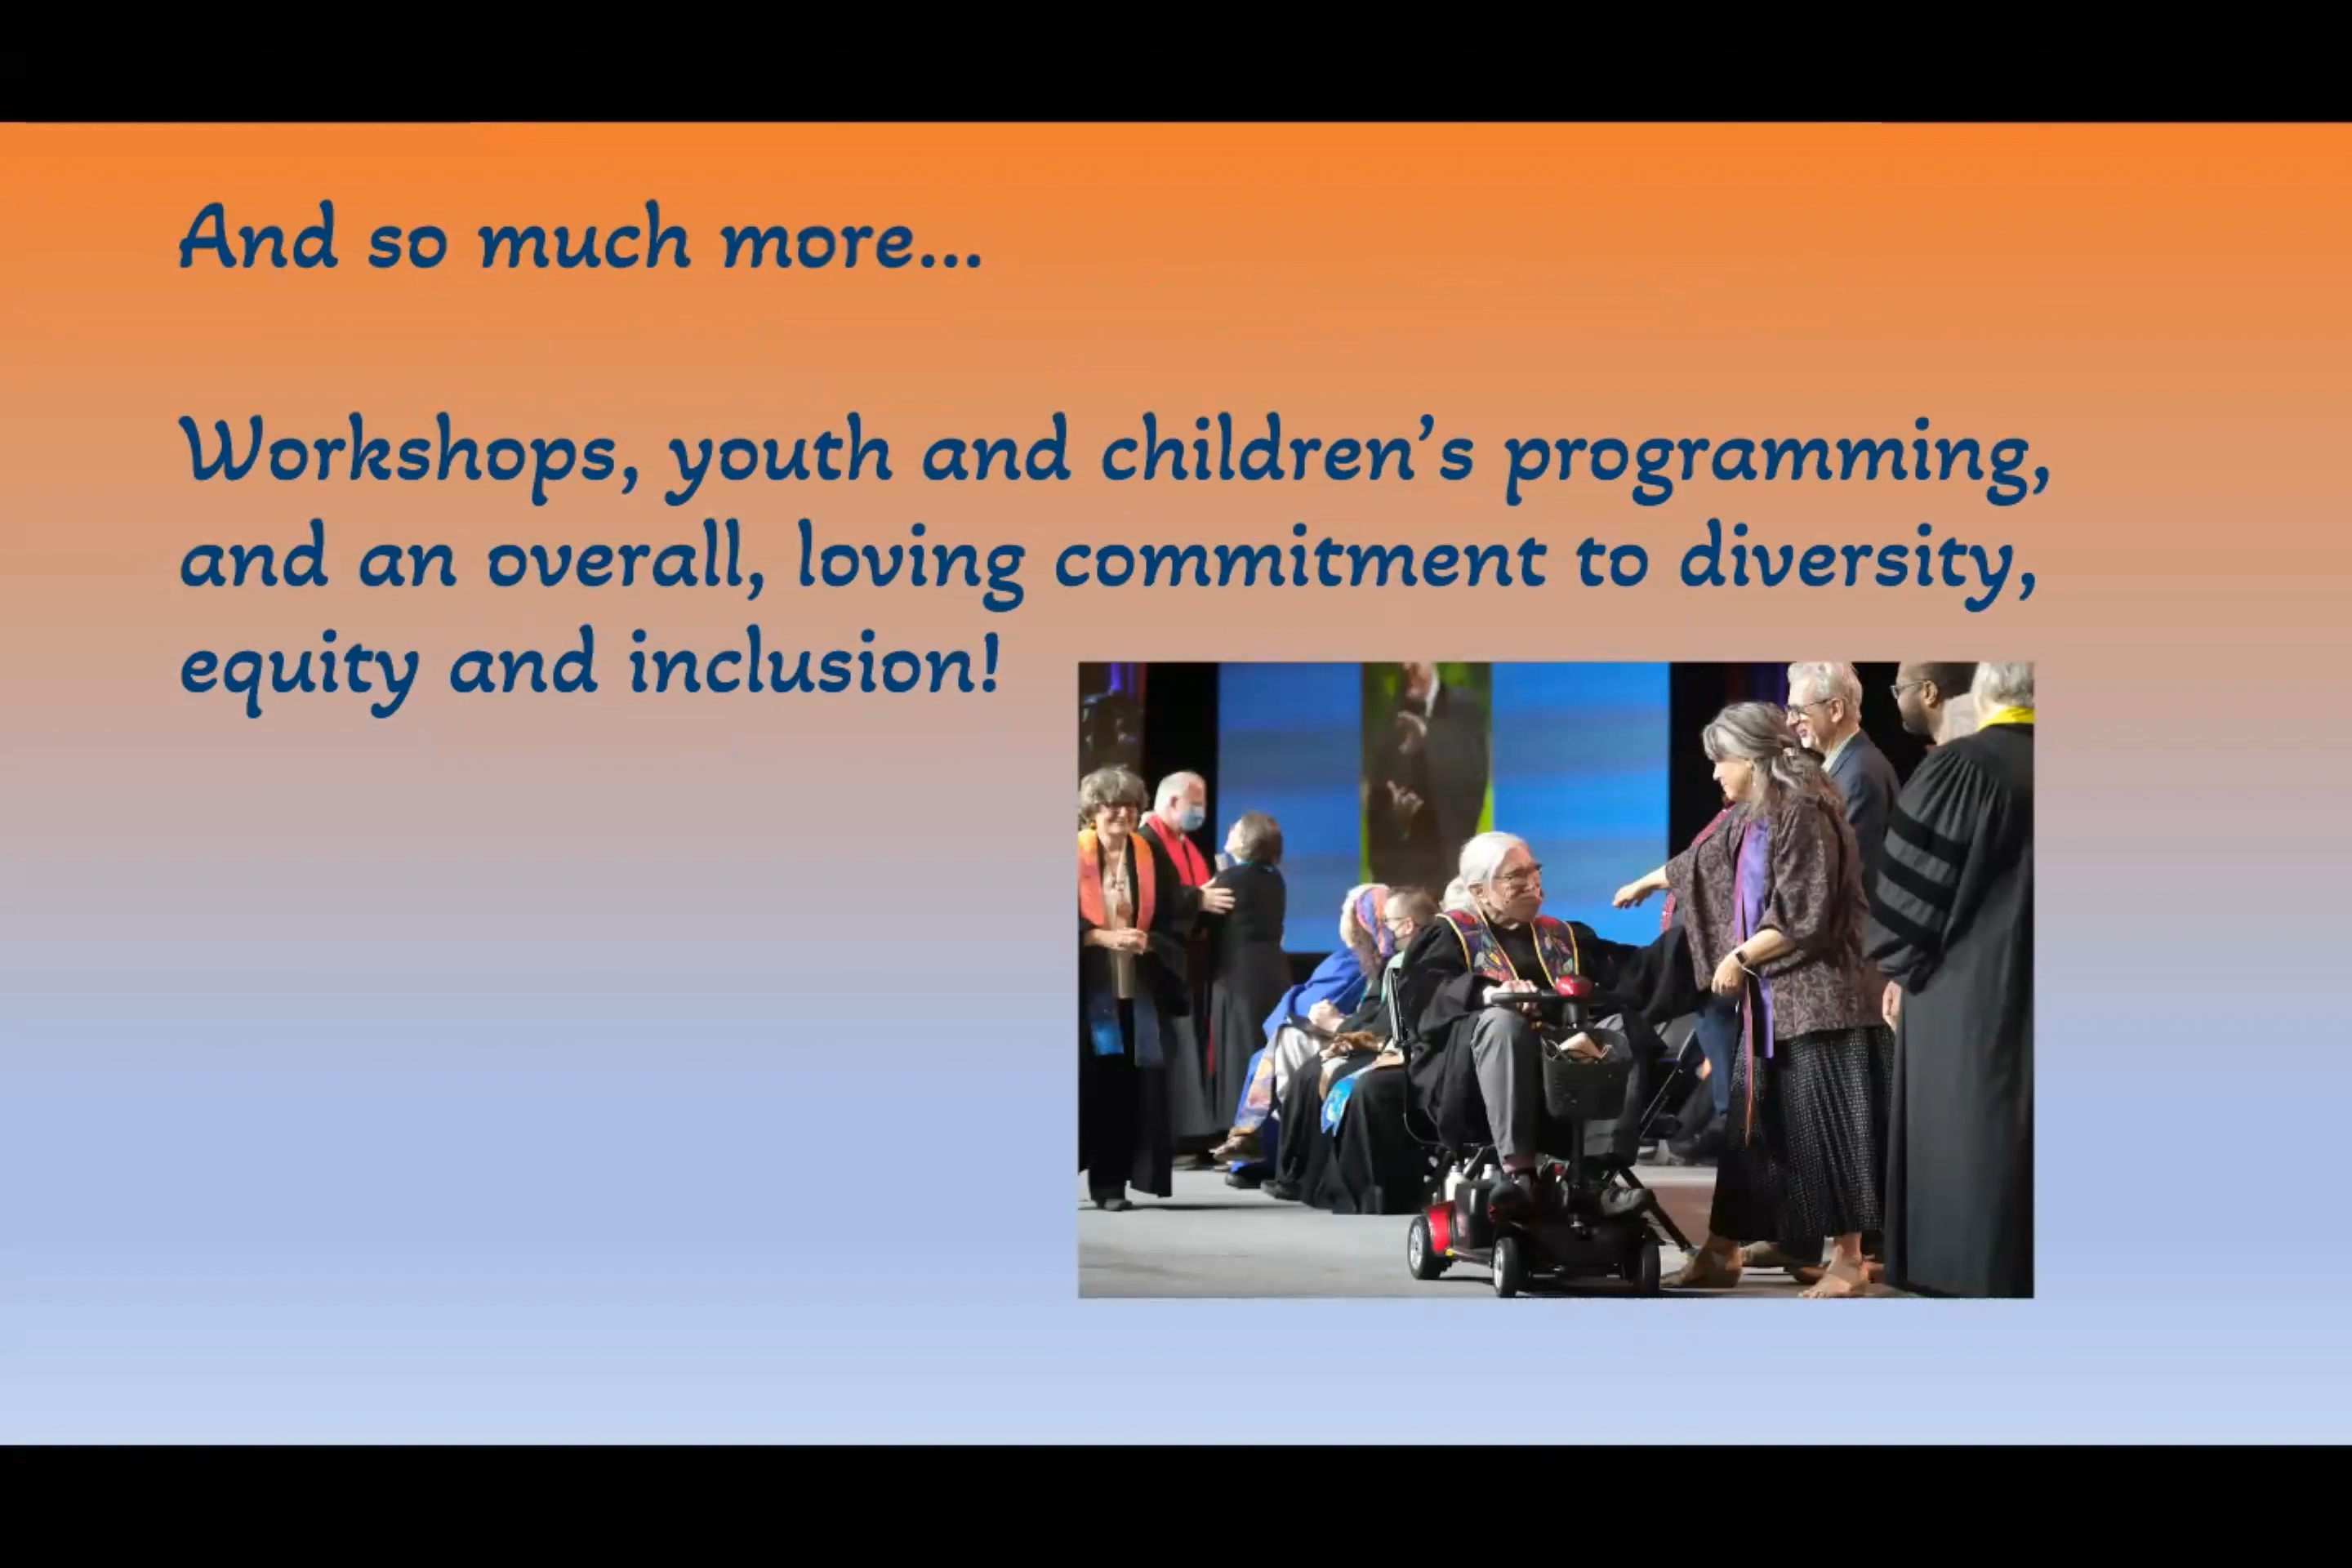 And so much more...
Workshops, youth and children’s programming,
and an overall, loving commitment to diversity,
equity and inclusion!